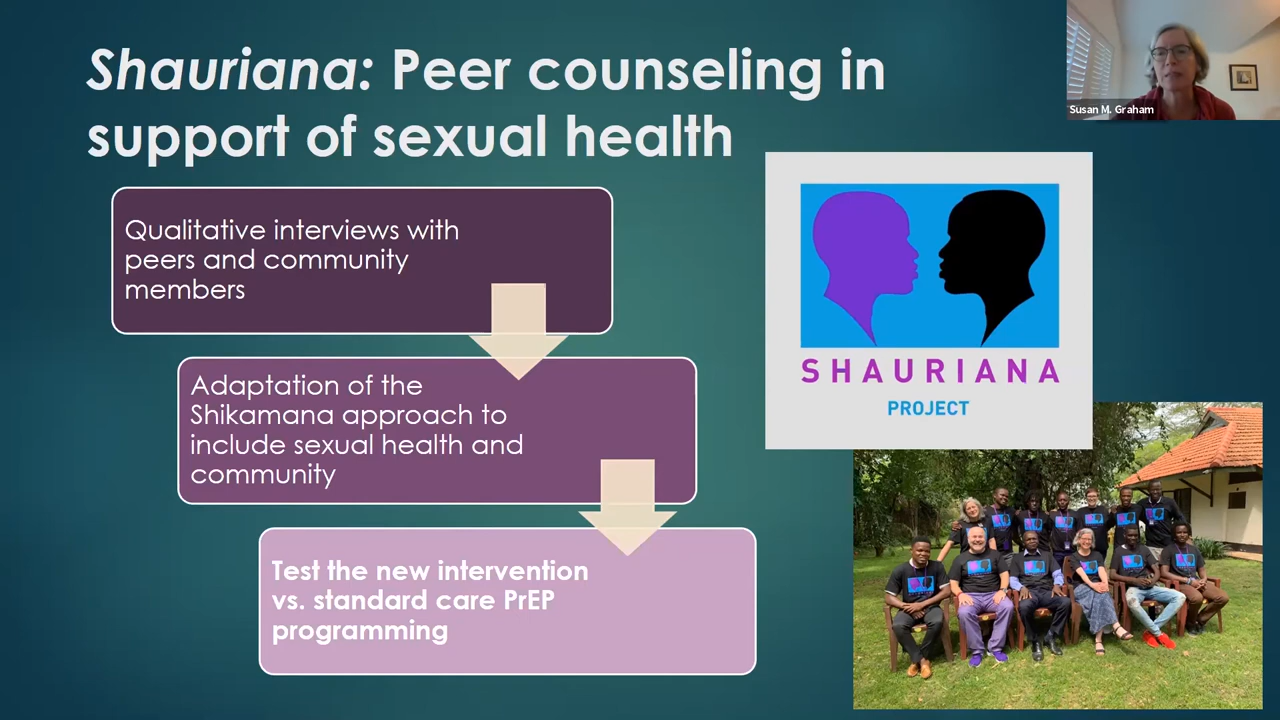 Shauriana: Peer counseling in
support of sexual health
Susan M. Graham
Qualitative interviews with
peers and community
members
Adaptation of the
Shikamana approach to
include sexual health and
community
Test the new intervention
vs. standard care PrEP
programming
SHAURIANA
PROJECT